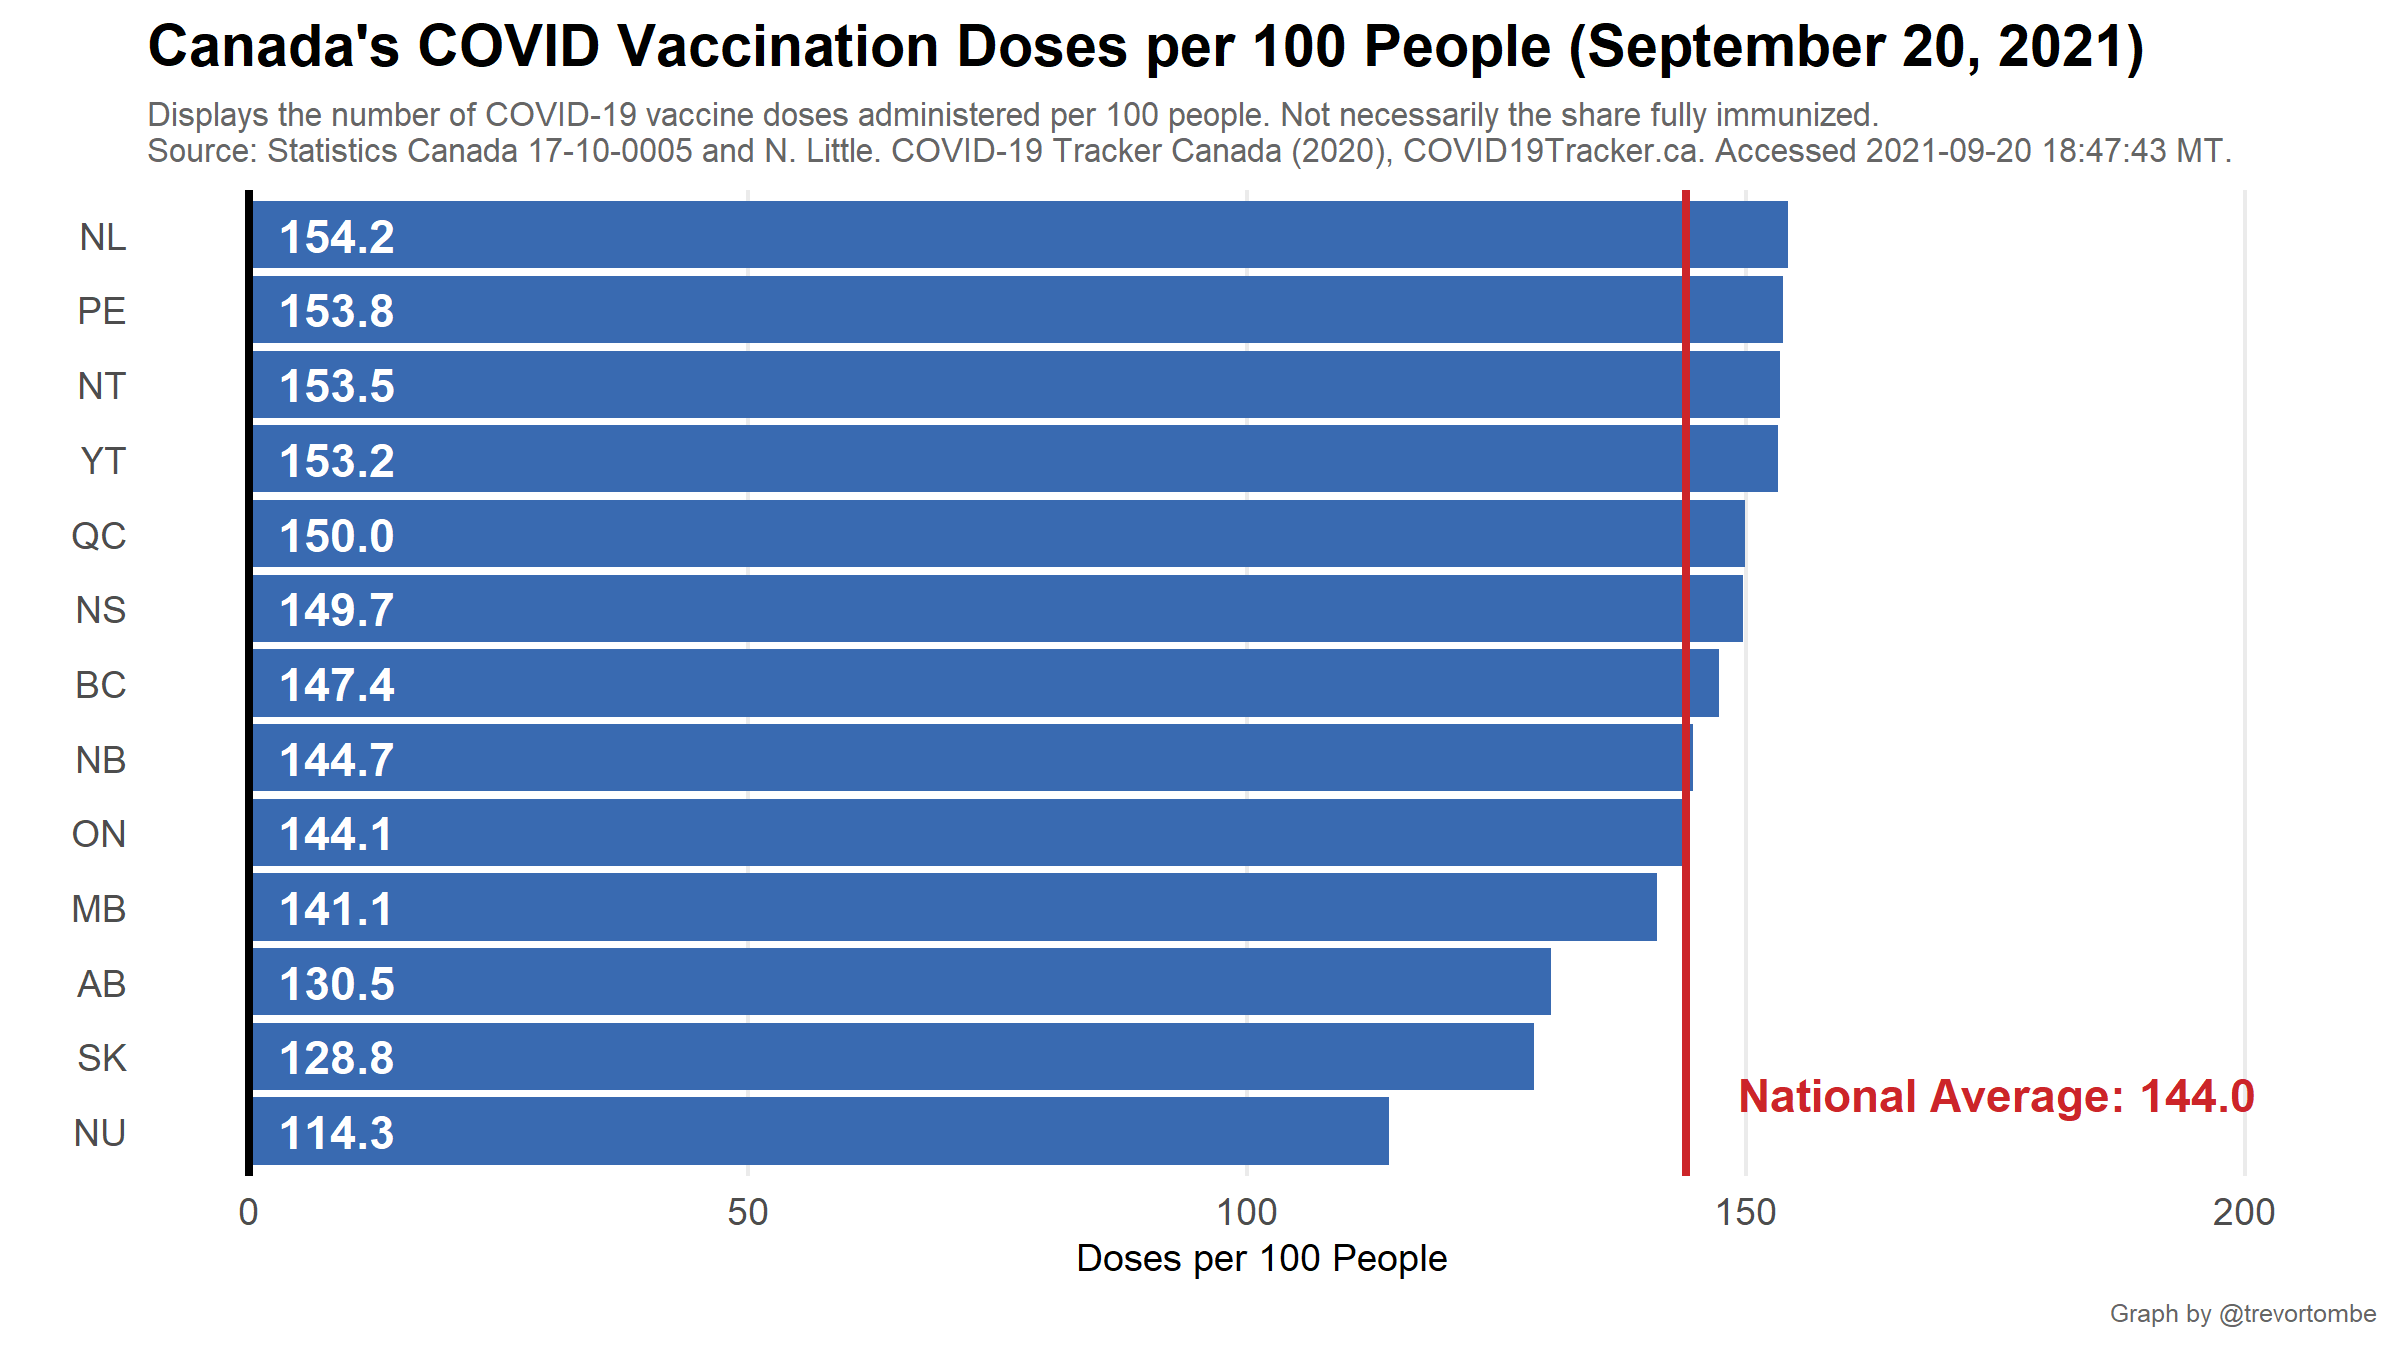 Canada's COVID Vaccination Doses per 100 People (September 20, 2021)
Displays the number of COVID-19 vaccine doses administered per 100 people. Not necessarily the share fully immunized.
Source: Statistics Canada 17-10-0005 and N. Little. COVID-19 Tracker Canada (2020), COVID19Tracker.ca. Accessed 2021-09-20 18:47:43 MT.
NL 154.2
PE 153.8
NT 153.5
YT 153.2
QC 150.0
NS 149.7
BC 147.4
NB 144.7
ON 144.1
MB 141.1
AB 130.5
SK 128.8
National Average: 144.0
NU 114.3
0 50 100 150 200
Doses per 100 People
Graph by @trevortombe